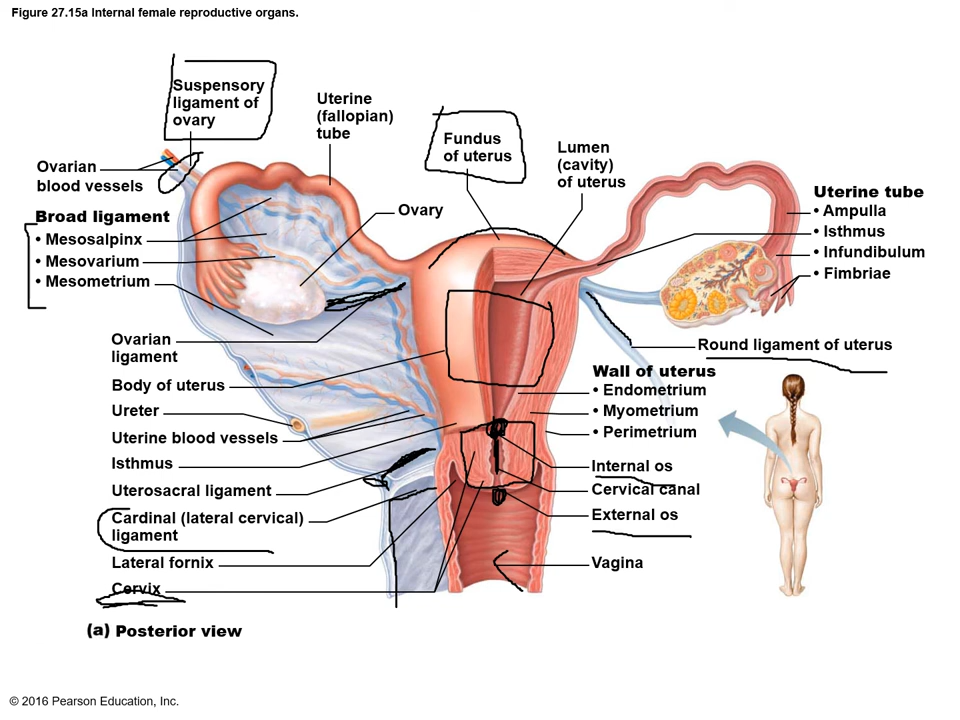 Figure 27.15a Internal female reproductive organs.
Suspensory
ligament of
ovary
Uterine
(fallopian)
tube
Fundus
of uterus
Lumen
(cavity)
of uterus
Ovarian
blood vessels
Broad ligament
• Mesosalpinx
• Mesovarium
• Mesometrium
Ovary
Uterine tube
• Ampulla
• Isthmus
• Infundibulum
• Fimbriae
Ovarian
ligament
Body of uterus
Ureter
Uterine blood vessels
Isthmus
Uterosacral ligament
Cardinal (lateral cervical)
ligament
Lateral fornix
Cervix
Round ligament of uterus
Wall of uterus
• Endometrium
• Myometrium
• Perimetrium
Internal os
Cervical canal
External os
Vagina
(a) Posterior view
© 2016 Pearson Education, Inc.